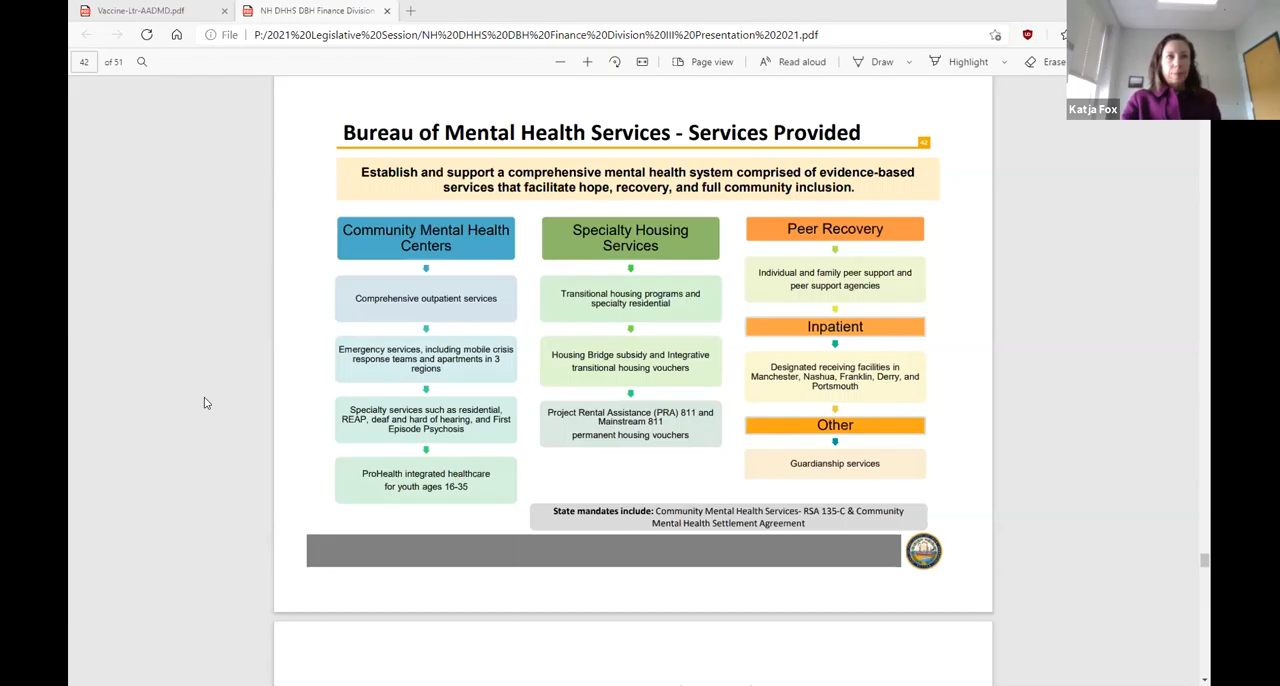 Vaccine-Ltr-AADMD.pdf
NH DHHS DBH Finance Division
File
P:/2021%20Legislative%20Session/NH%20DHHS%20DBH%20Finance%20Division%20III%20Presentation%202021.pdf
42
of 51
Page view
Read aloud
Draw
Highlight
Erase
Katja Fox
Bureau of Mental Health Services - Services Provided
42
Establish and support a comprehensive mental health system comprised of evidence-based
services that facilitate hope, recovery, and full community inclusion.
Community Mental Health
Centers
Comprehensive outpatient services
Emergency services, including mobile crisis
response teams and apartments in 3
regions
Specialty services such as residential,
REAP, deaf and hard of hearing, and First
Episode Psychosis
ProHealth integrated healthcare
for youth ages 16-35
Specialty Housing
Services
Transitional housing programs and
specialty residential
Housing Bridge subsidy and Integrative
transitional housing vouchers
Project Rental Assistance (PRA) 811 and
Mainstream 811
permanent housing vouchers
Peer Recovery
Individual and family peer support and
peer support agencies
Inpatient
Designated receiving facilities in
Manchester, Nashua, Franklin, Derry, and
Portsmouth
Other
Guardianship services
State mandates include: Community Mental Health Services- RSA 135-C & Community
Mental Health Settlement Agreement